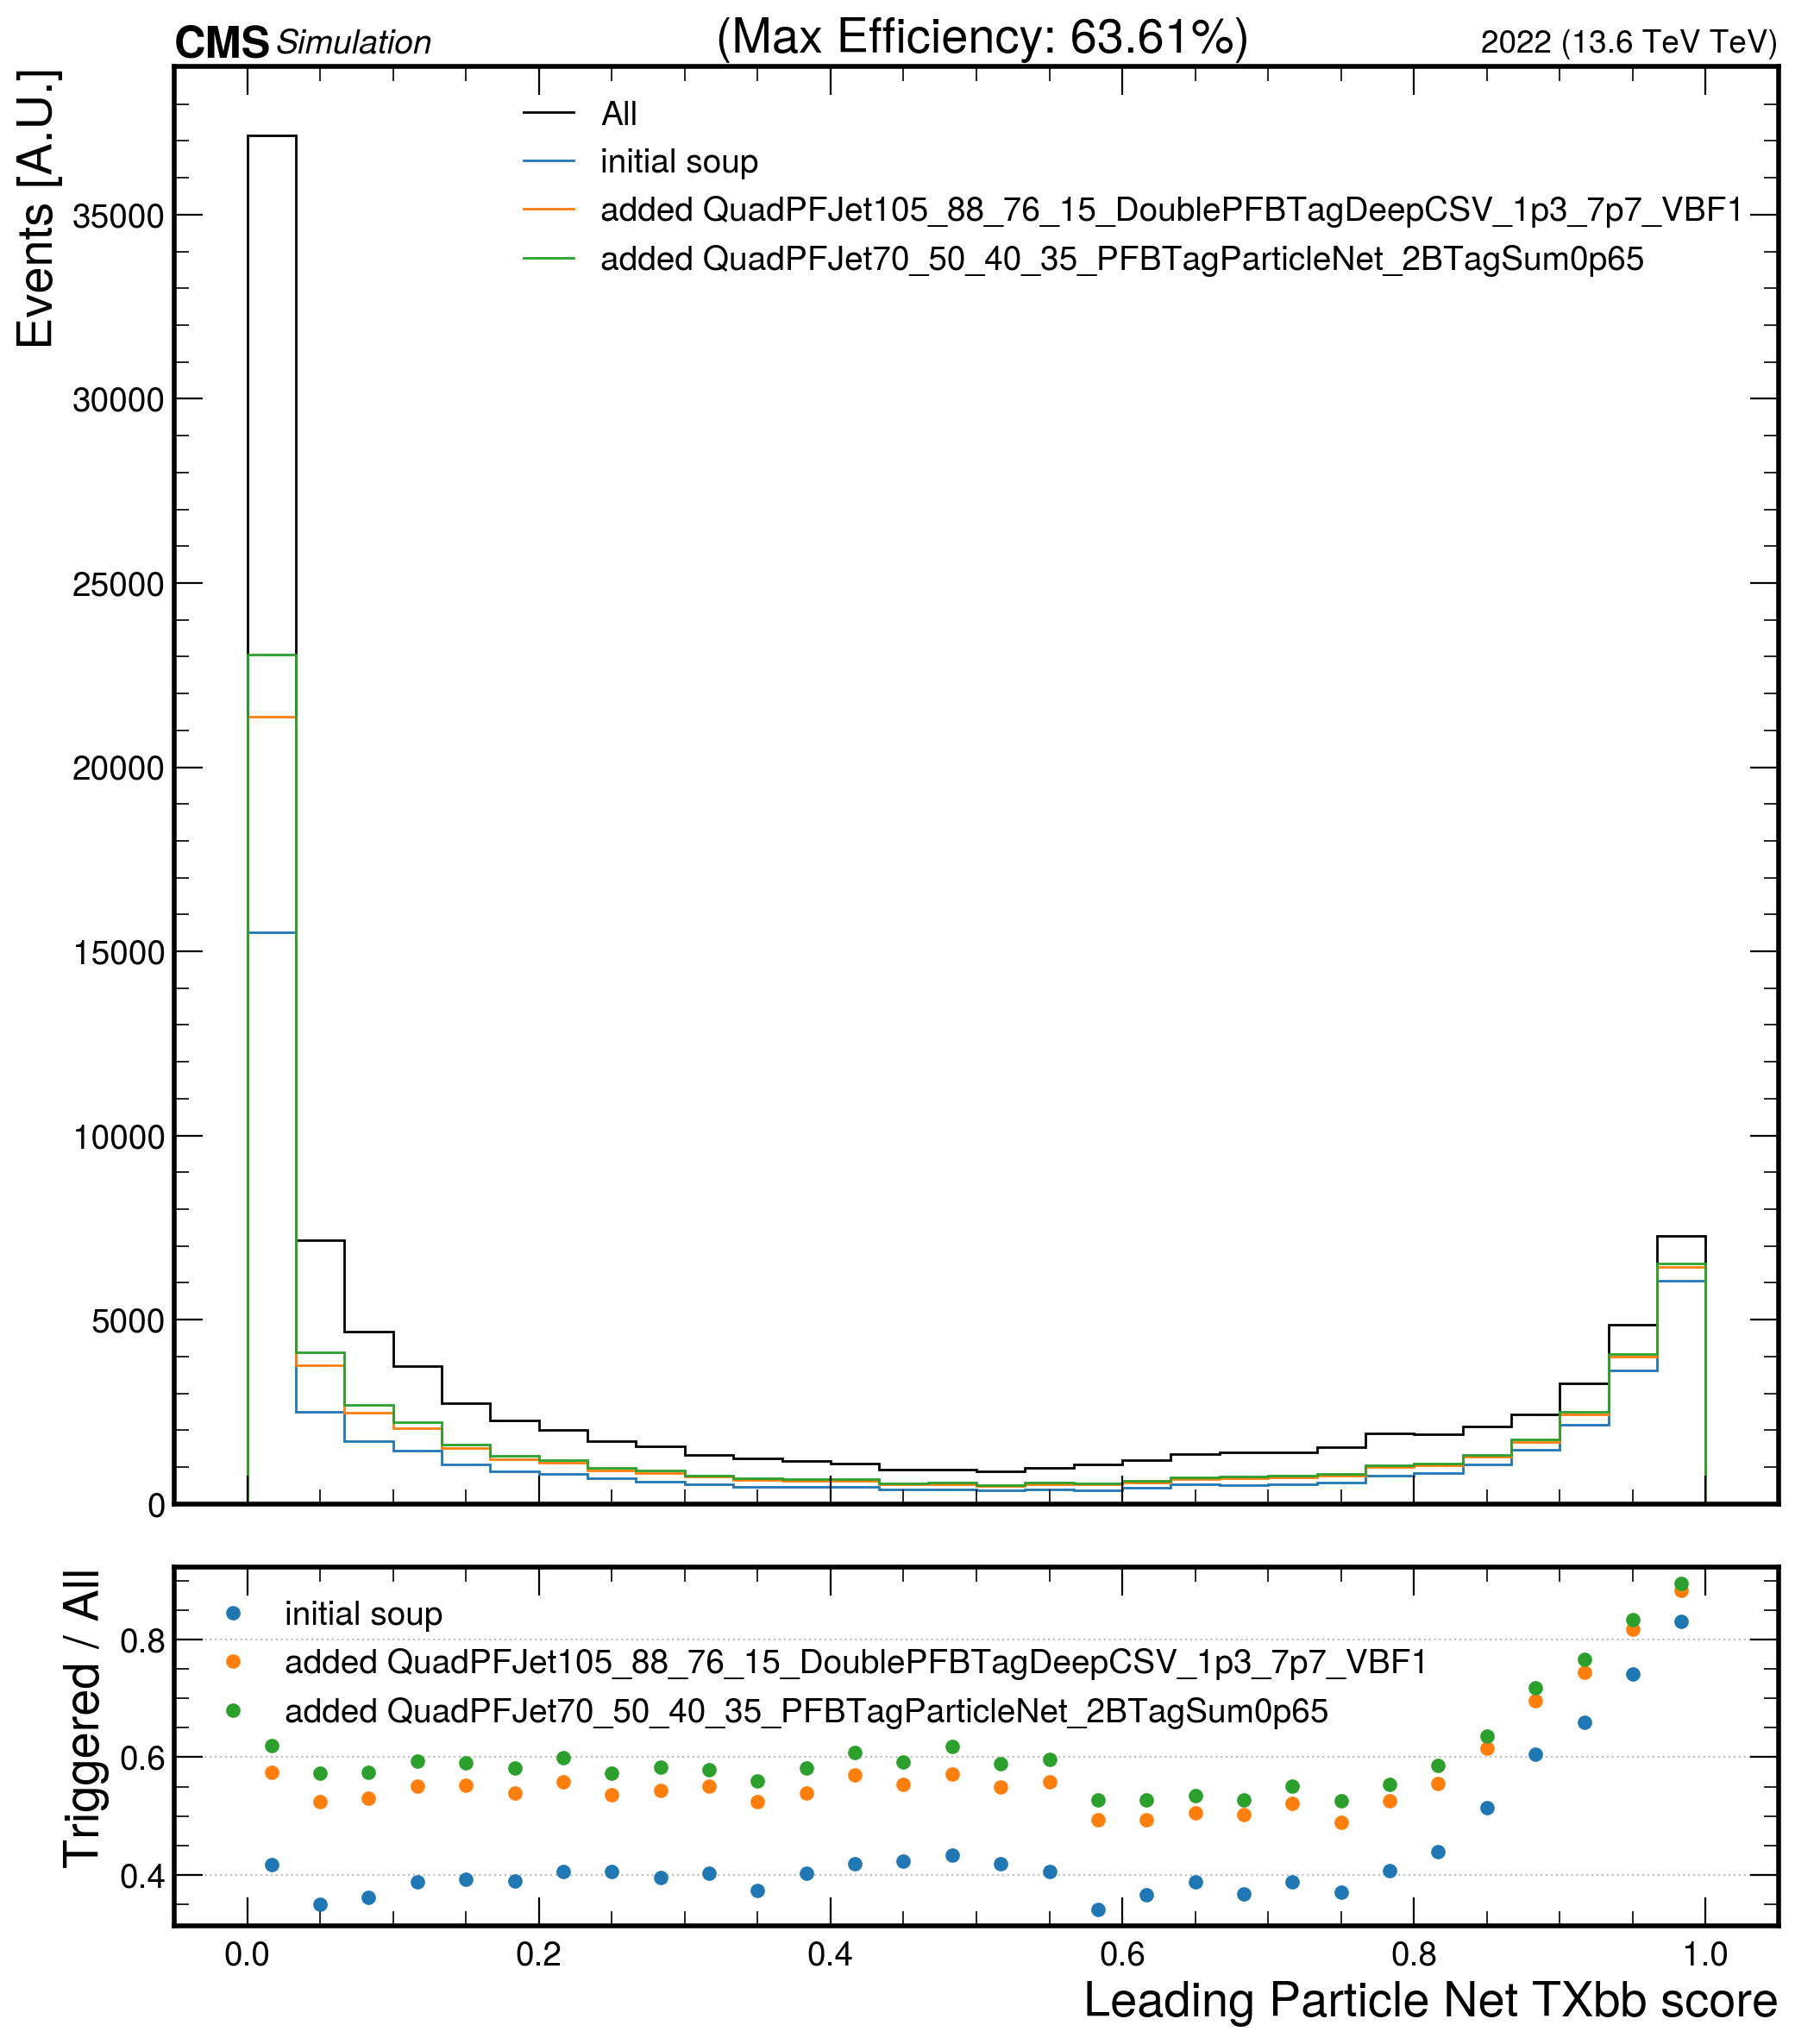 CMS Simulation (Max Efficiency: 63.61%) 2022 (13.6 TeV TeV)
Events [A.U.]
All
initial soup
added QuadPFJet105_88_76_15_DoublePFBTagDeepCSV_1p3_7p7_VBF1
added QuadPFJet70_50_40_35_PFBTagParticleNet_2BTagSum0p65
35000
30000
25000
20000
15000
10000
5000
0
Triggered / All
initial soup
added QuadPFJet105_88_76_15_DoublePFBTagDeepCSV_1p3_7p7_VBF1
added QuadPFJet70_50_40_35_PFBTagParticleNet_2BTagSum0p65
0.8
0.6
0.4
0.0 0.2 0.4 0.6 0.8 1.0
Leading Particle Net TXbb score